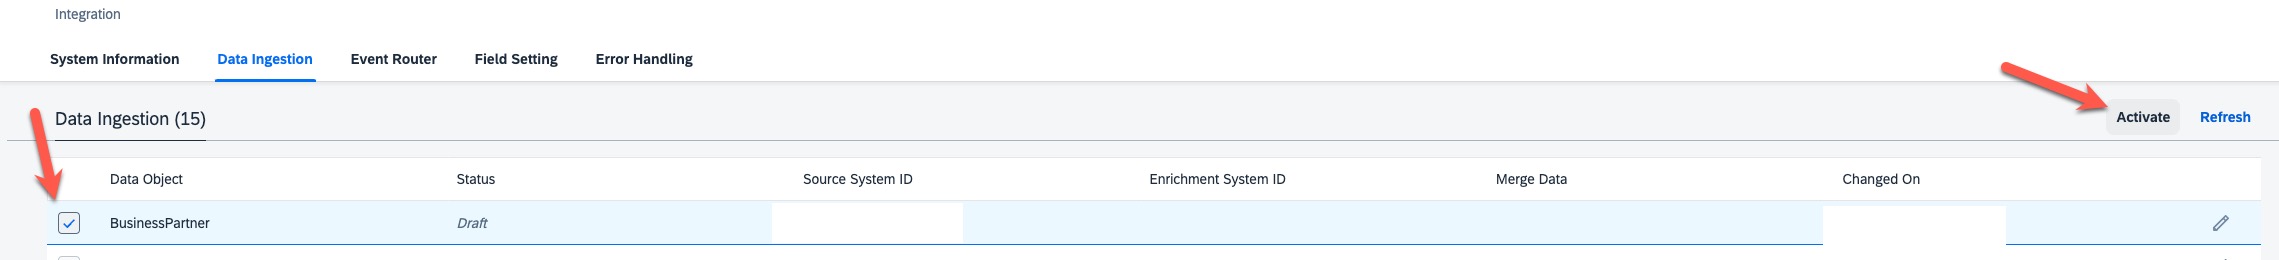 Integration
System Information Data Ingestion Event Router Field Setting Error Handling
Data Ingestion (15) Activate Refresh
Data Object Status Source System ID Enrichment System ID Merge Data Changed On
BusinessPartner Draft